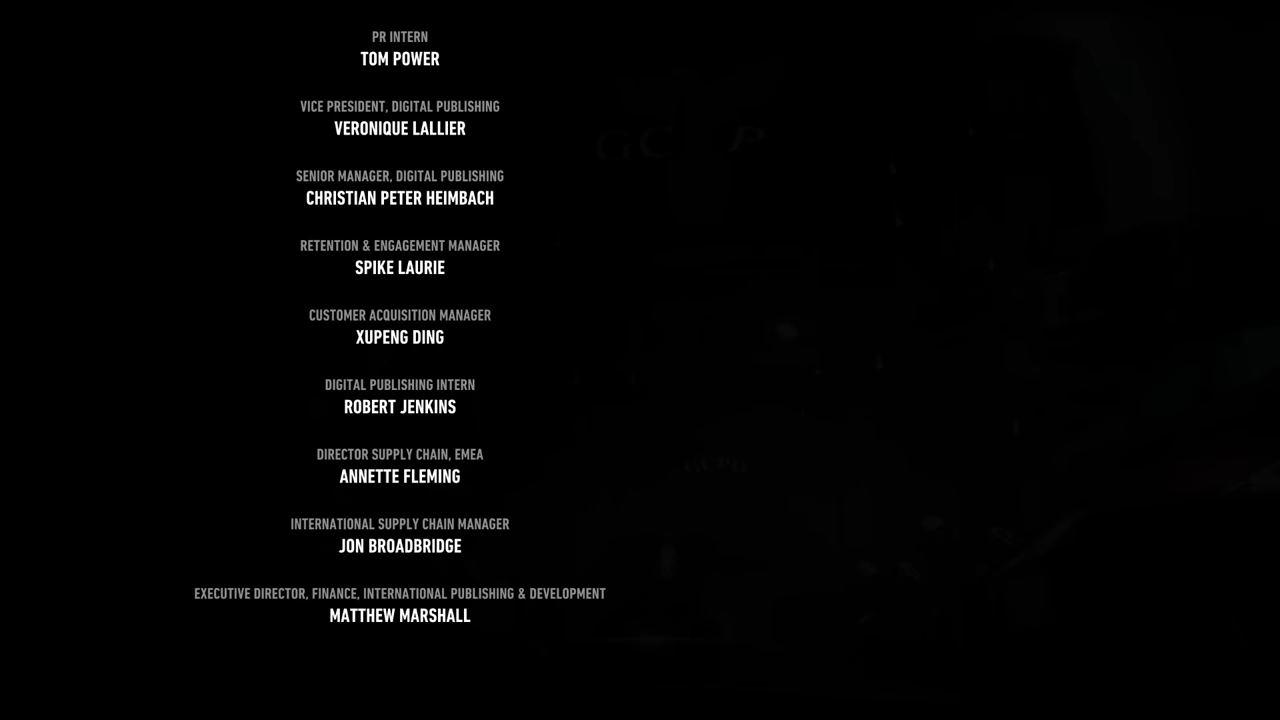 PR INTERN
TOM POWER
VICE PRESIDENT, DIGITAL PUBLISHING
VERONIQUE LALLIER
SENIOR MANAGER, DIGITAL PUBLISHING
CHRISTIAN PETER HEIMBACH
RETENTION & ENGAGEMENT MANAGER
SPIKE LAURIE
CUSTOMER ACQUISITION MANAGER
XUPENG DING
DIGITAL PUBLISHING INTERN
ROBERT JENKINS
DIRECTOR SUPPLY CHAIN, EMEA
ANNETTE FLEMING
INTERNATIONAL SUPPLY CHAIN MANAGER
JON BROADBRIDGE
EXECUTIVE DIRECTOR, FINANCE, INTERNATIONAL PUBLISHING & DEVELOPMENT
MATTHEW MARSHALL